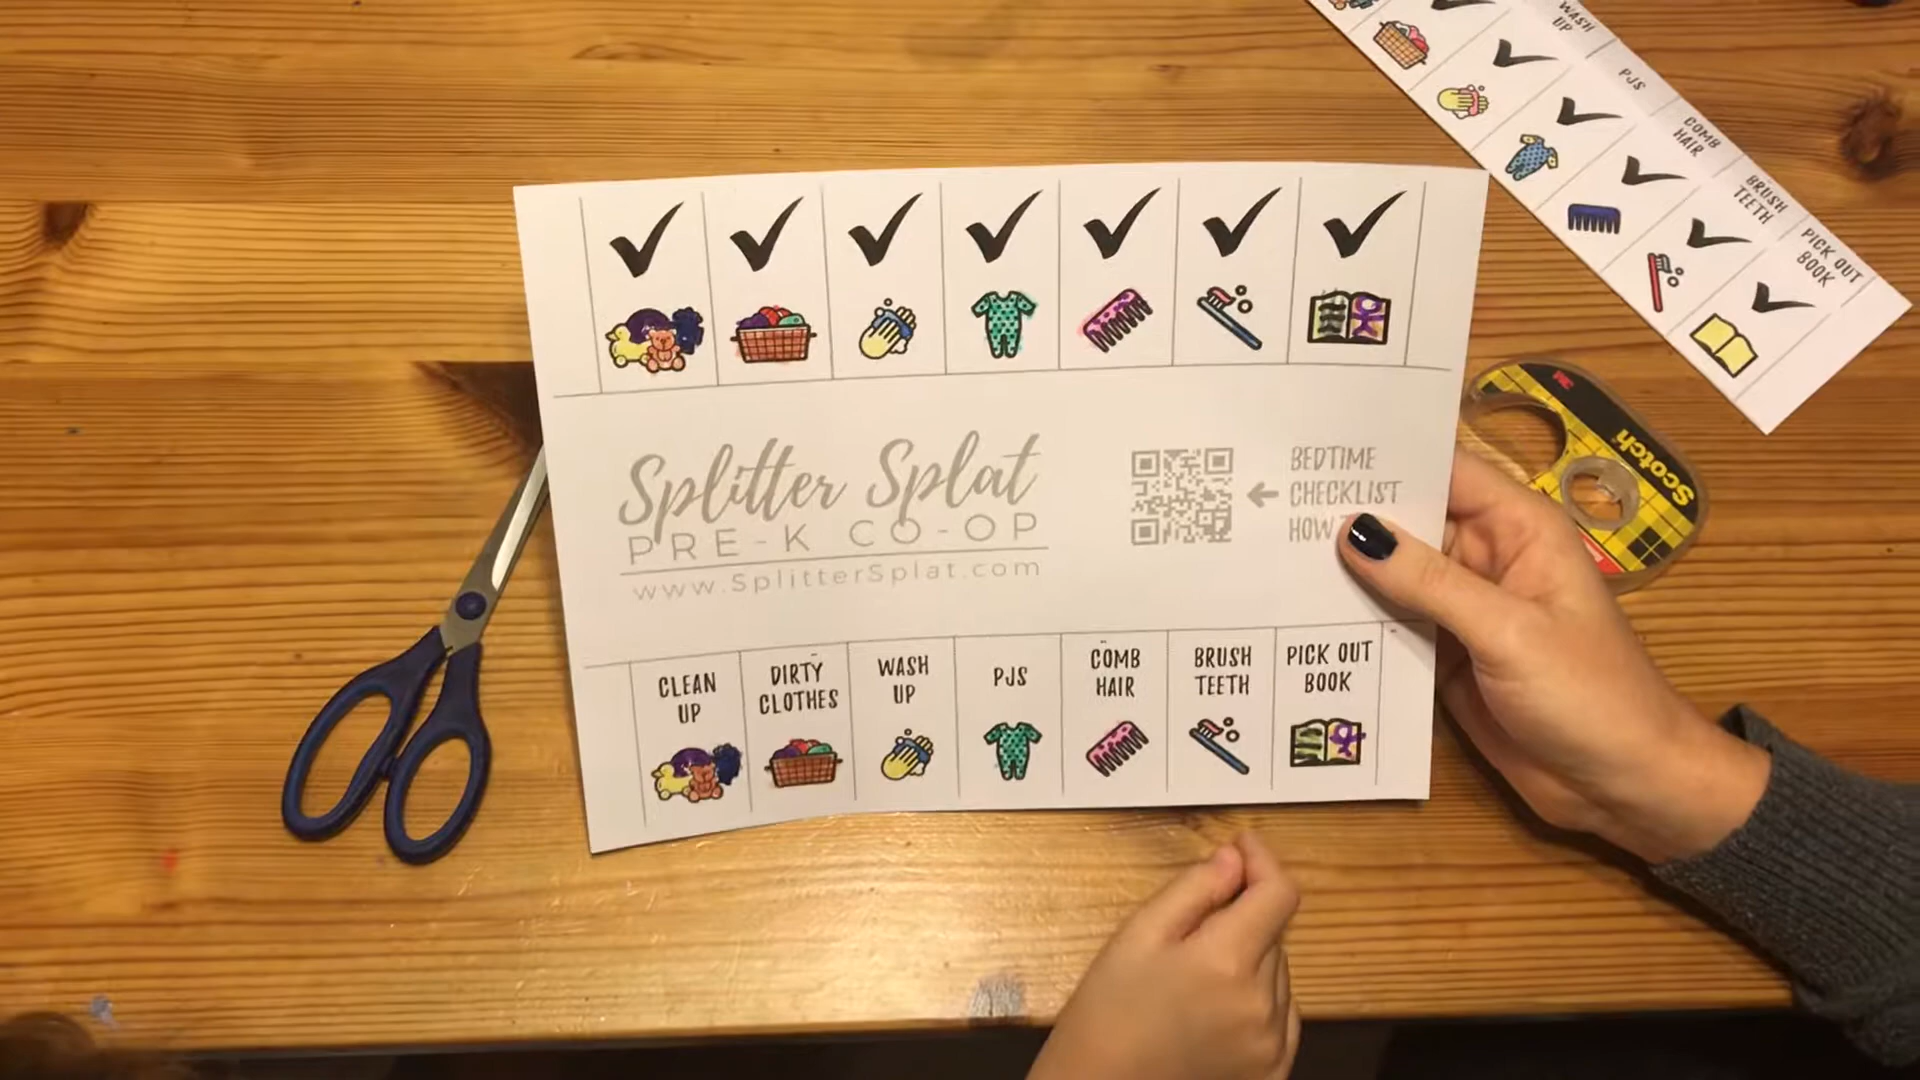 Splitter Splat
PRE-K CO-OP
www.SplitterSplat.com
BEDTIME
CHECKLIST
HOW
CLEAN
UP
DIRTY
CLOTHES
WASH
UP
PJS
COMB
HAIR
BRUSH
TEETH
PICK OUT
BOOK
WASH
UP
PJS
COMB
HAIR
BRUSH
TEETH
PICK OUT
BOOK
3M
Scotch